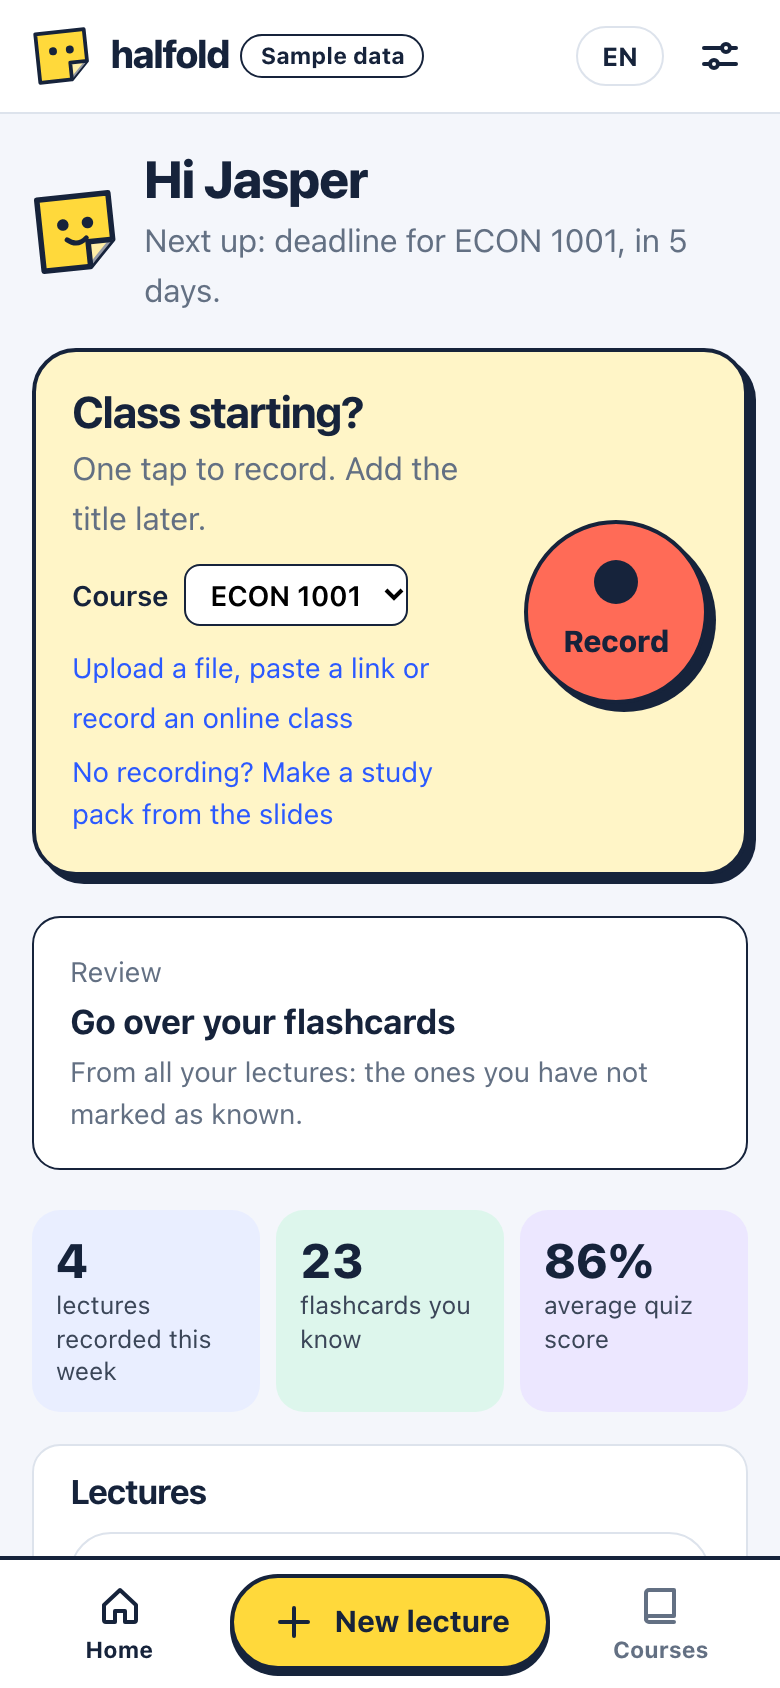 halfold
Sample data
EN
Hi Jasper
Next up: deadline for ECON 1001, in 5
days.
Class starting?
One tap to record. Add the
title later.
Course
ECON 1001
Record
Upload a file, paste a link or
record an online class
No recording? Make a study
pack from the slides
Review
Go over your flashcards
From all your lectures: the ones you have not
marked as known.
4
lectures
recorded this
week
23
flashcards you
know
86%
average quiz
score
Lectures
Home
New lecture
Courses